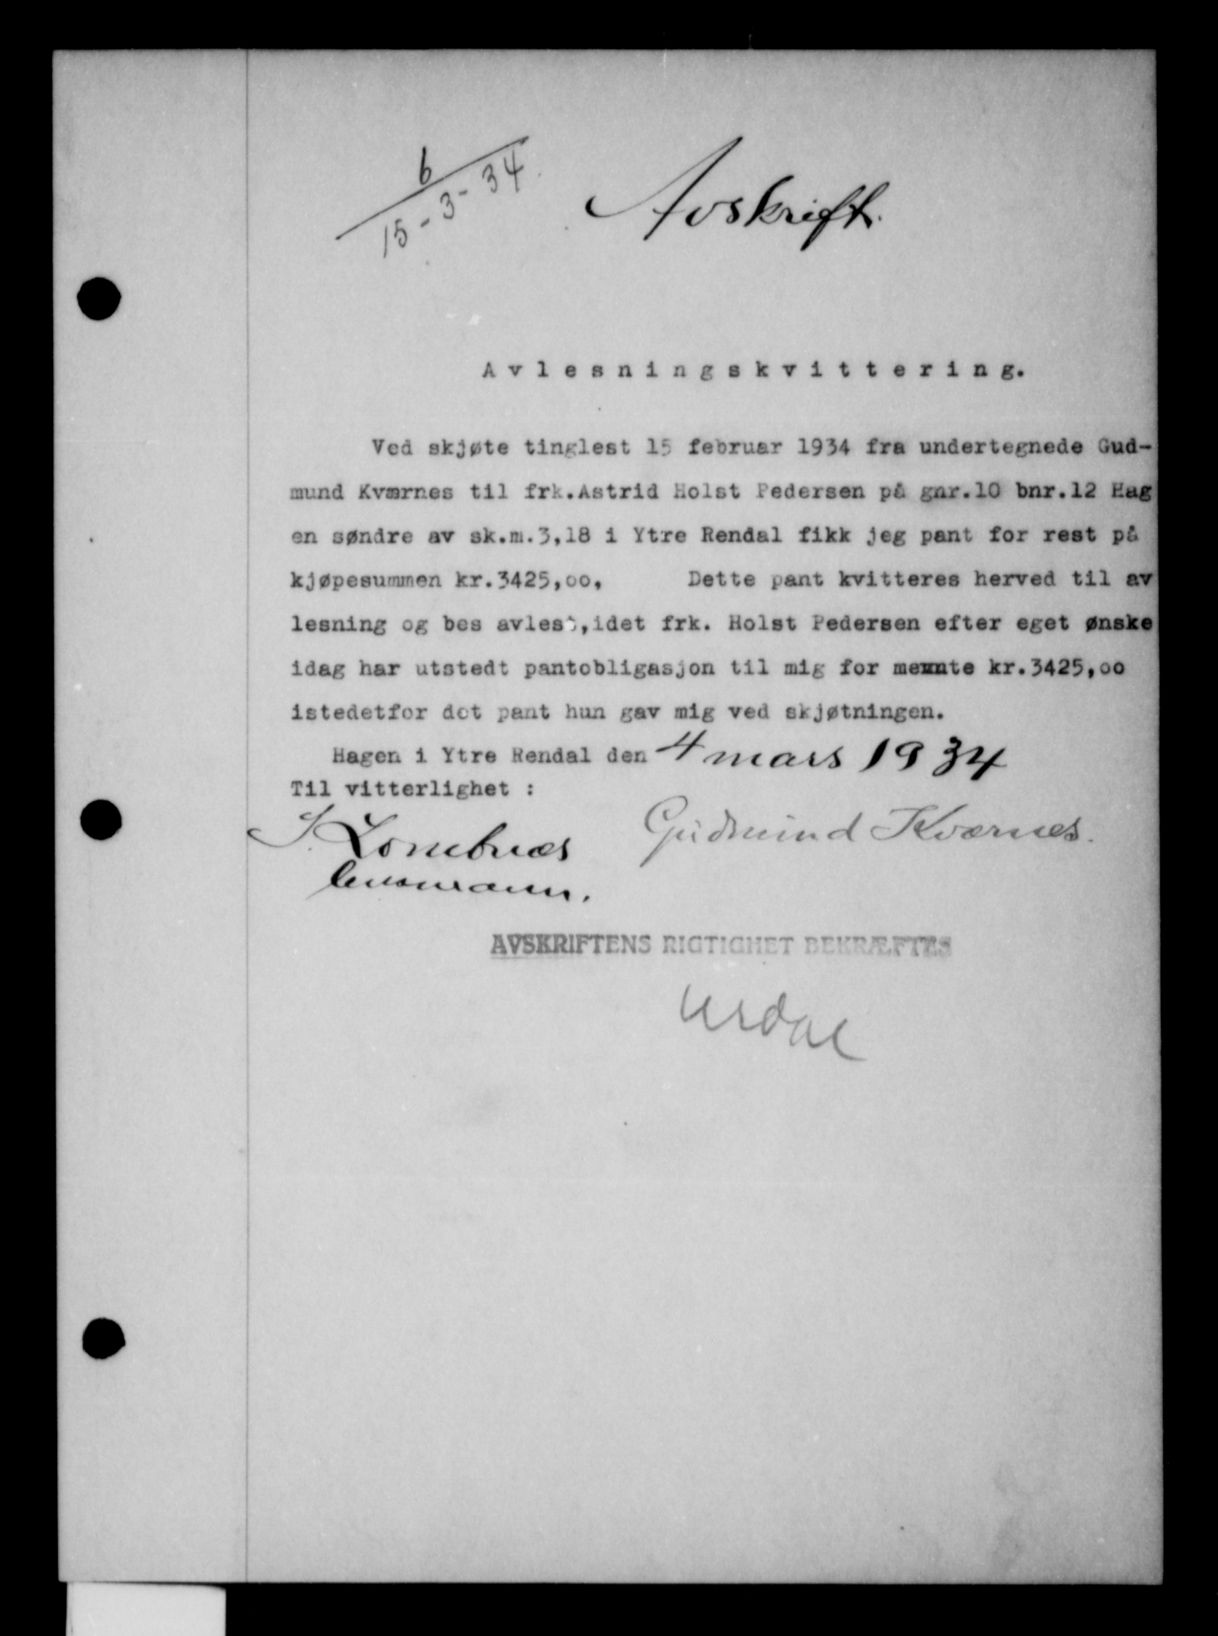 6
15-3-34.
Avskrift.
Avlesningskvittering.
Ved skjøte tinglest 15 februar 1934 fra undertegnede Gud-
mund Kværnes til frk.Astrid Holst Pedersen på gnr.10 bnr.12 Hag
en søndre av sk.m.3,18 i Ytre Rendal fikk jeg pant for rest på
kjøpesummen kr.3425,oo, Dette pant kvitteres herved til av
lesning og bes avlest,idet frk. Holst Pedersen efter eget ønske
idag har utstedt pantobligasjon til mig for nevnte kr.3425,oo
istedetfor det pant hun gav mig ved skjøtningen.
Hagen i Ytre Rendal den 4 mars 1934
Til vitterlighet :
S. Lombnæs Gudmund Kværnes.
lensmann.
AVSKRIFTENS RIGTIGHET BEKRÆFTES
Urdal